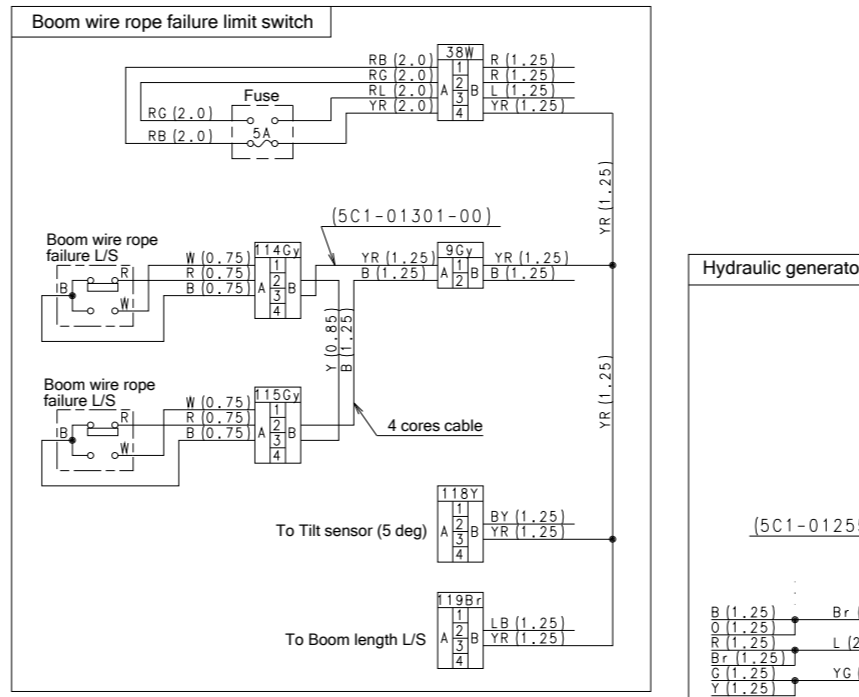 Boom wire rope failure limit switch
38W
RB (2.0) 1 R (1.25)
RG (2.0) 2 R (1.25)
RL (2.0) A 3 B L (1.25)
YR (2.0) 4 YR (1.25)
Fuse
RG (2.0)
5A
RB (2.0)
YR (1.25)
(5C1-01301-00)
Boom wire rope
failure L/S
114Gy
W (0.75) 1
R (0.75) 2
B (0.75) A 3 B
4
B R
W
9Gy
YR (1.25) A 1 B YR (1.25)
B (1.25) 2 B (1.25)
Y (0.85)
B (1.25)
YR (1.25)
Boom wire rope
failure L/S
115Gy
W (0.75) 1
R (0.75) 2
B (0.75) A 3 B
4
B R
W
4 cores cable
118Y
1
2 BY (1.25)
To Tilt sensor (5 deg) A 3 B YR (1.25)
4
119Br
1
2 LB (1.25)
To Boom length L/S A 3 B YR (1.25)
4
Hydraulic generato
(5C1-0125
B (1.25) Br (
O (1.25)
R (1.25) L (2
Br (1.25)
G (1.25) YG (
Y (1.25)